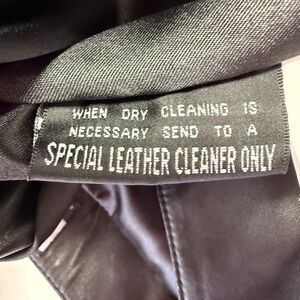 WHEN DRY CLEANING IS
NECESSARY SEND TO A
SPECIAL LEATHER CLEANER ONLY